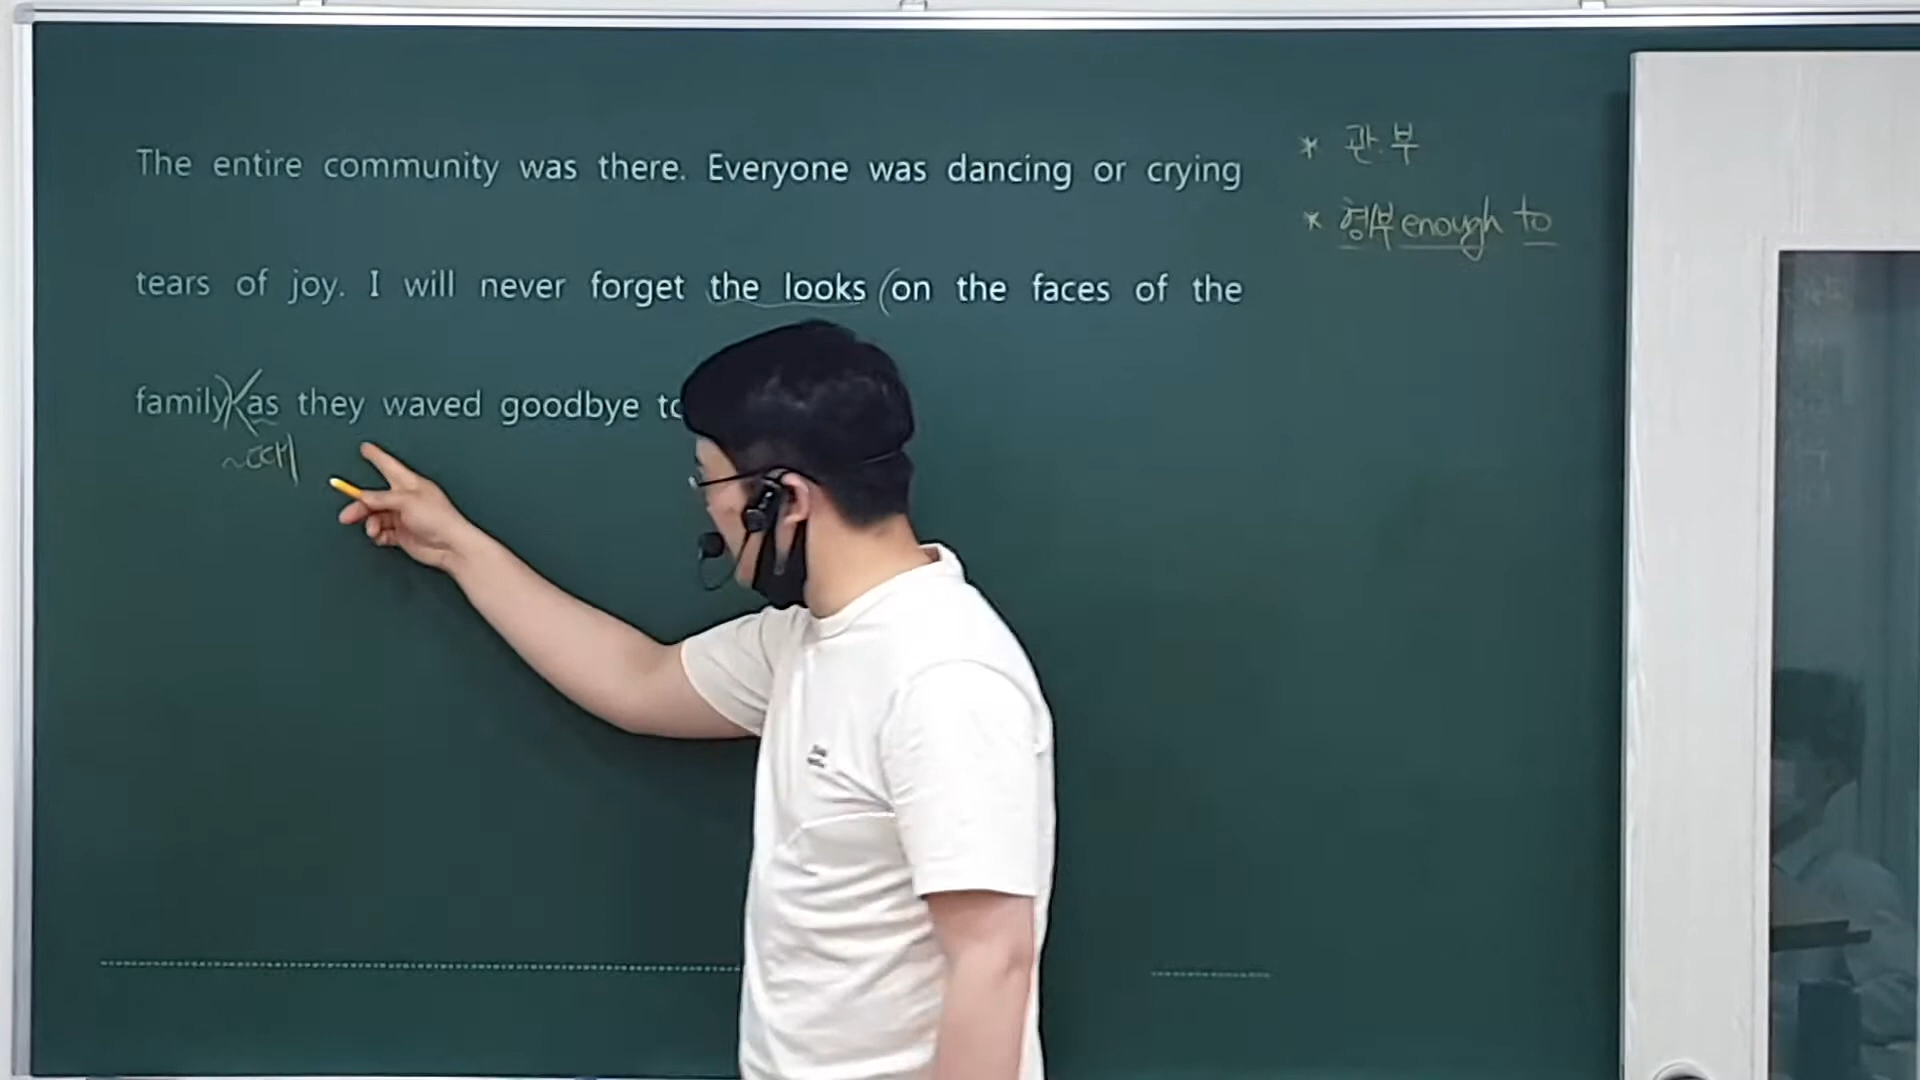 The entire community was there. Everyone was dancing or crying
tears of joy. I will never forget the looks (on the faces of the
family) as they waved goodbye to
~때
* 관.부
* 형/부 enough to